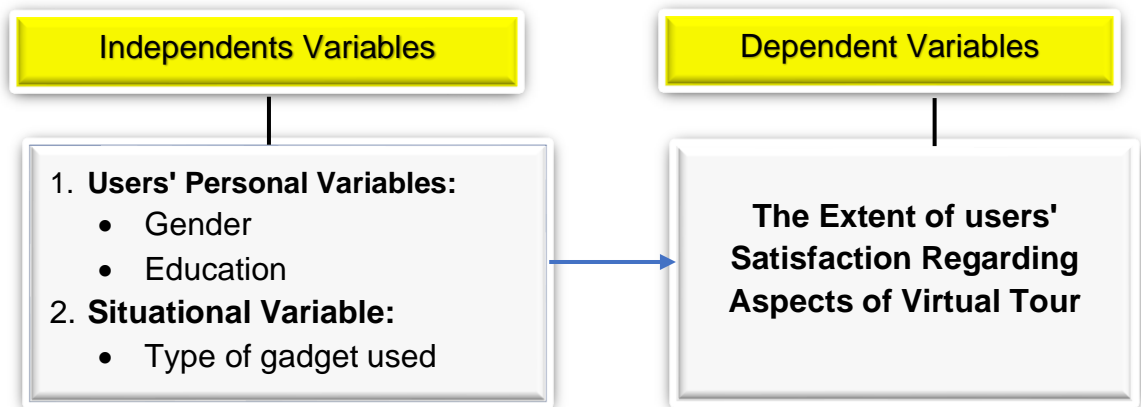 Independents Variables
Dependent Variables
1. Users' Personal Variables:
• Gender
• Education
2. Situational Variable:
• Type of gadget used
The Extent of users'
Satisfaction Regarding
Aspects of Virtual Tour